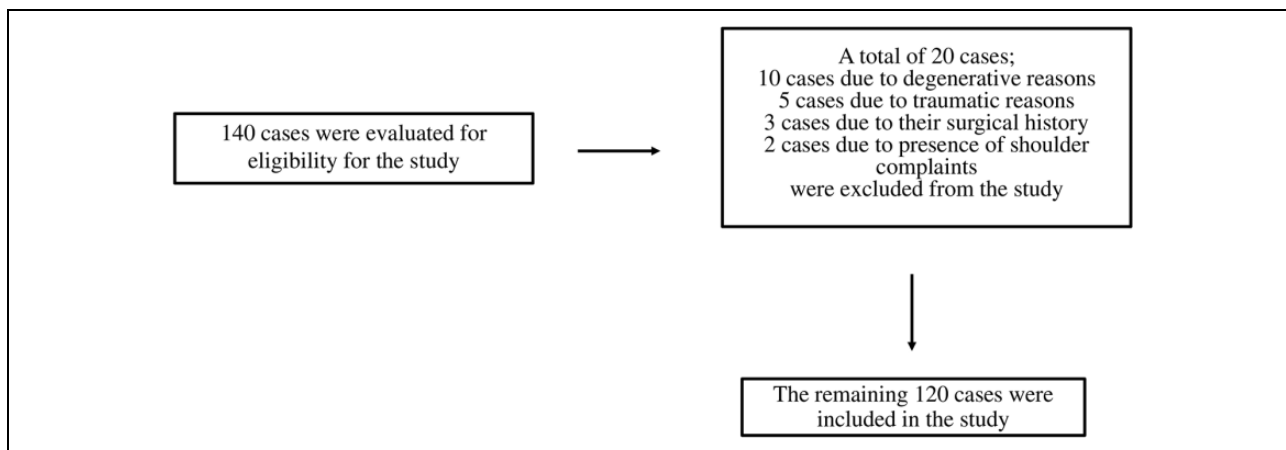 140 cases were evaluated for
eligibility for the study
A total of 20 cases;
10 cases due to degenerative reasons
5 cases due to traumatic reasons
3 cases due to their surgical history
2 cases due to presence of shoulder
complaints
were excluded from the study
The remaining 120 cases were
included in the study